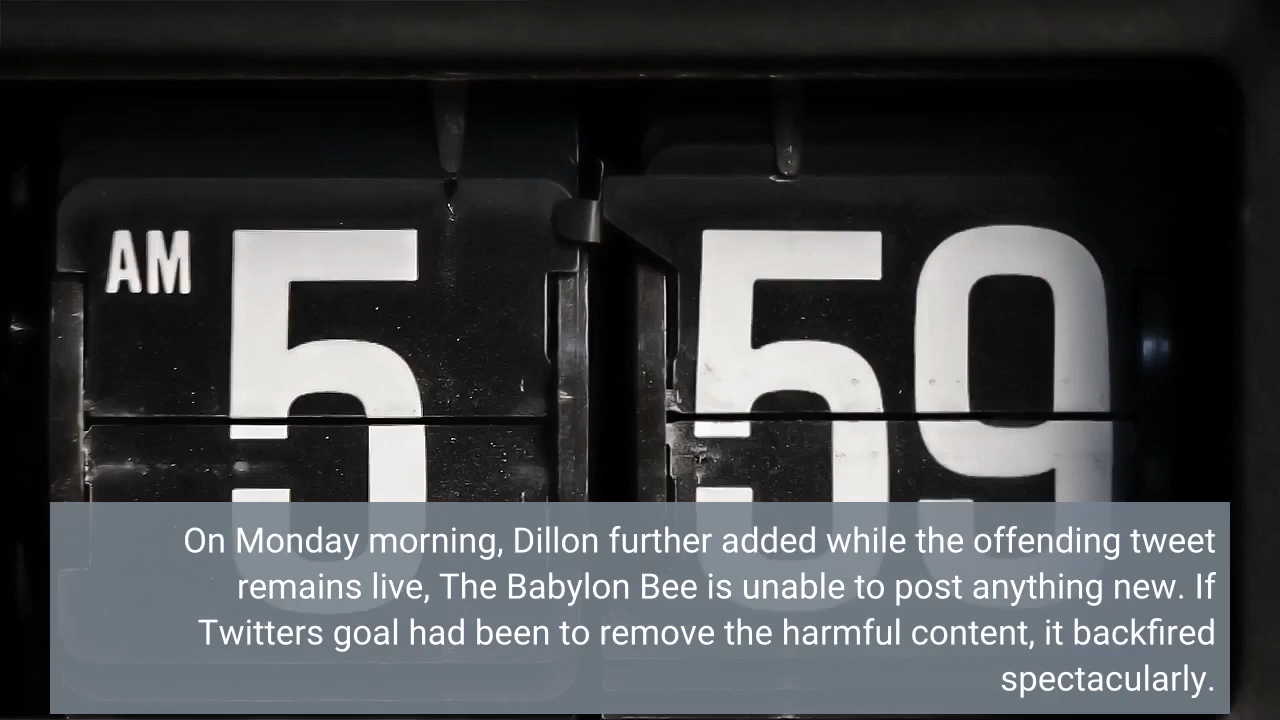 AM
5 59
On Monday morning, Dillon further added while the offending tweet
remains live, The Babylon Bee is unable to post anything new. If
Twitters goal had been to remove the harmful content, it backfired
spectacularly.